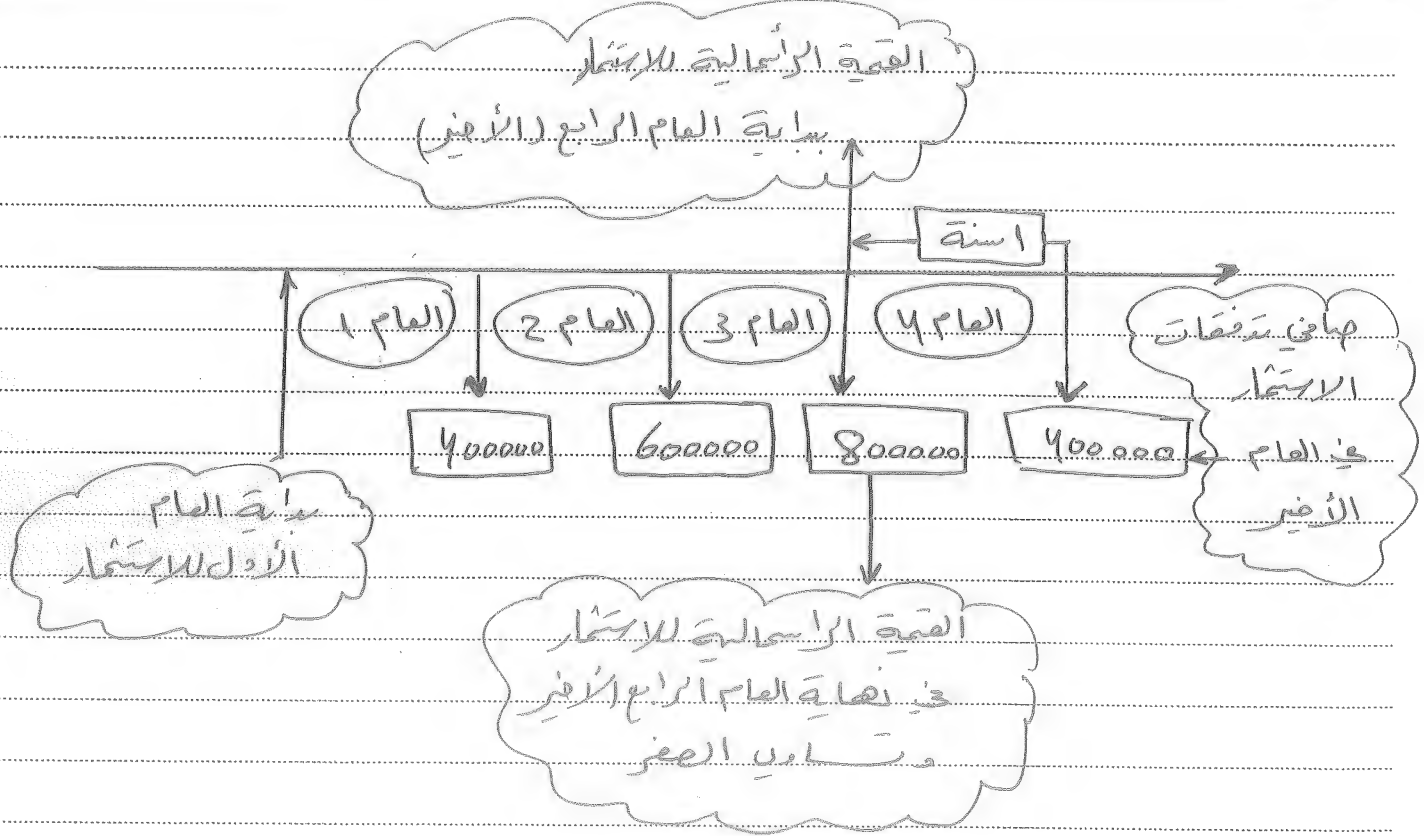 القيمة الرأسمالية للاستثمار
بداية العام الرابع (الأخير)
1 سنة
العام 1
العام 2
العام 3
العام 4
400000
600000
800000
400000
صافي تدفقات
الاستثمار
في العام
الأخير
بداية العام
الأول للاستثمار
القيمة الراسمالية للاستثمار
في نهاية العام الرابع الأخير
وتساوي الصفر